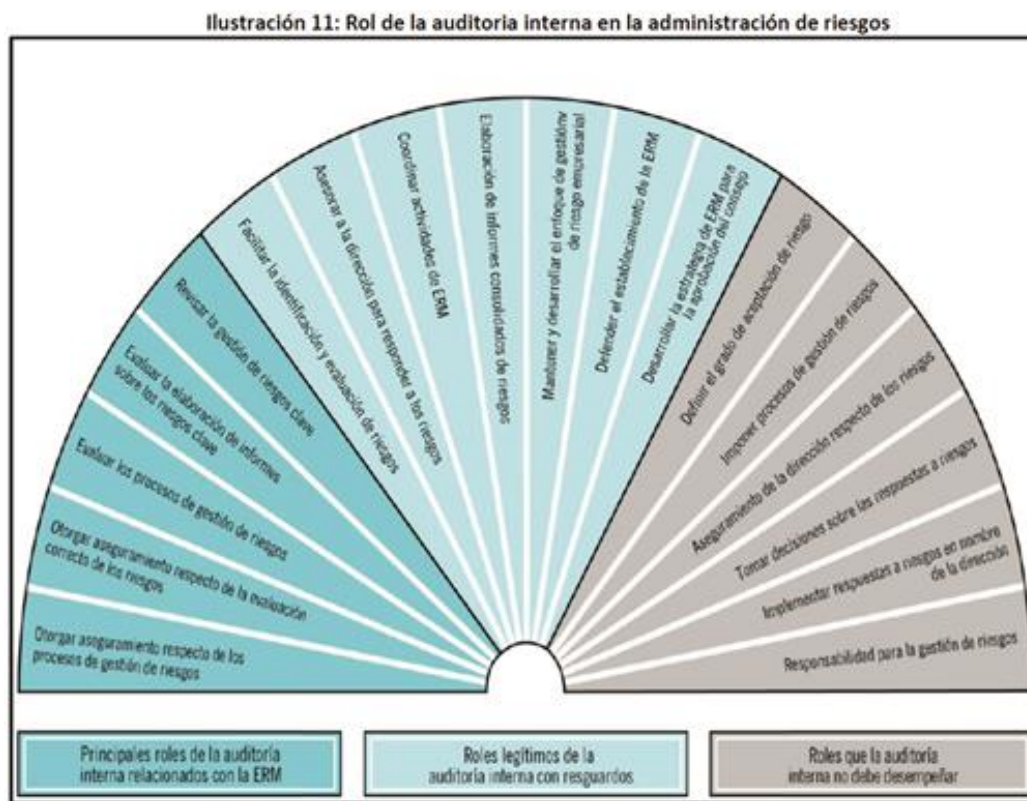 Ilustración 11: Rol de la auditoria interna en la administración de riesgos
Otorgar aseguramiento respecto de los
procesos de gestión de riesgos
Otorgar aseguramiento respecto de la evaluación
correcta de los riesgos
Evaluar los procesos de gestión de riesgos
Evaluar la elaboración de informes
sobre los riesgos clave
Revisar la gestión de riesgos clave
Facilitar la identificación y evaluación de riesgos
Asesorar a la dirección para responder a los riesgos
Coordinar actividades de ERM
Elaboración de informes consolidados de riesgos
Mantener y desarrollar el enfoque de gestiónv
de riesgo empresarial
Defender el establecimiento de la ERM
Desarrollar la estrategia de ERM para
la aprobación del consejo
Definir el grado de aceptación de riesgo
Imponer procesos de gestión de riesgos
Aseguramiento de la dirección respecto de los riesgos
Tomar decisiones sobre las respuestas a riesgos
Implementar respuestas a riesgos en nombre
de la dirección
Responsabilidad para la gestión de riesgos
Principales roles de la auditoría
interna relacionados con la ERM
Roles legítimos de la
auditoría interna con resguardos
Roles que la auditoría
interna no debe desempeñar